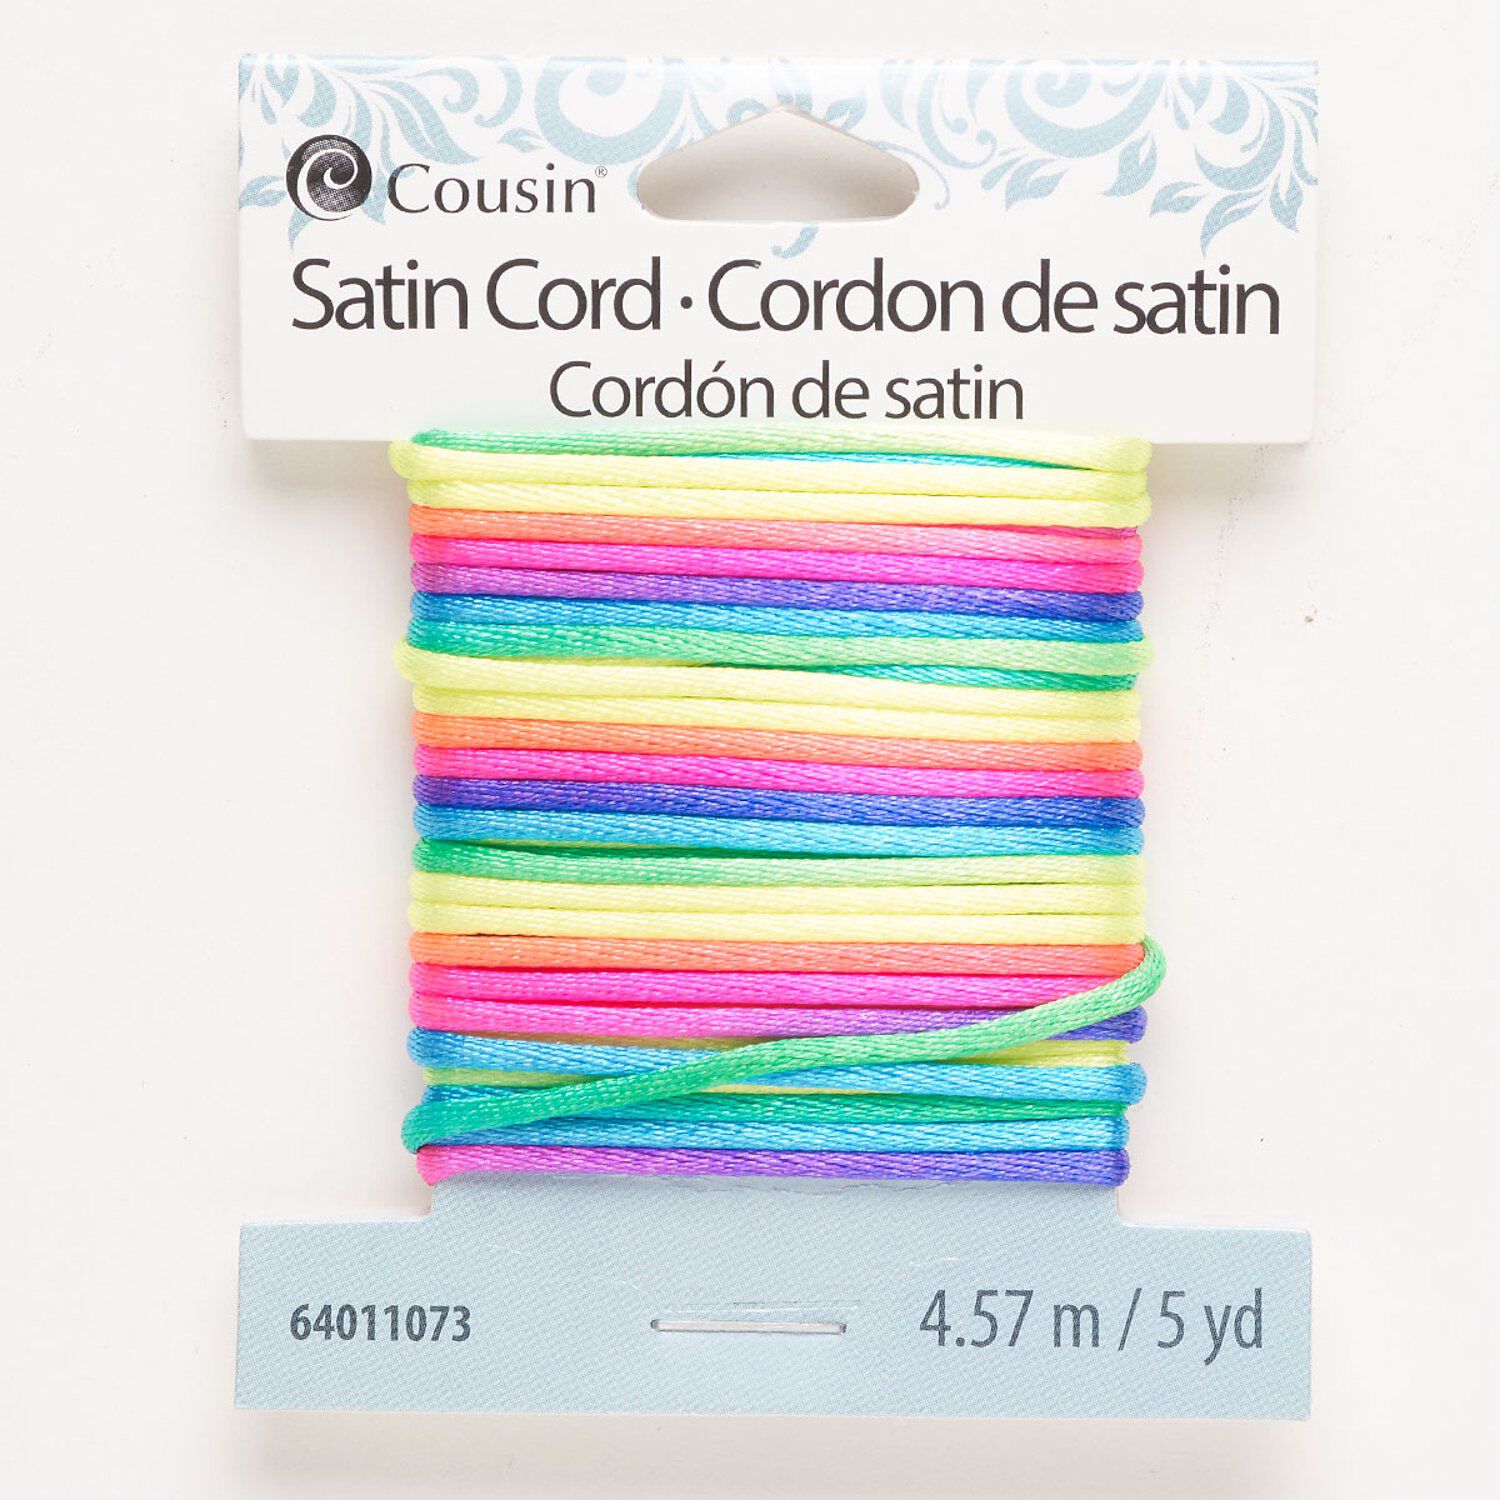 Cousin®
Satin Cord · Cordon de satin
Cordón de satin
64011073
4.57 m / 5 yd